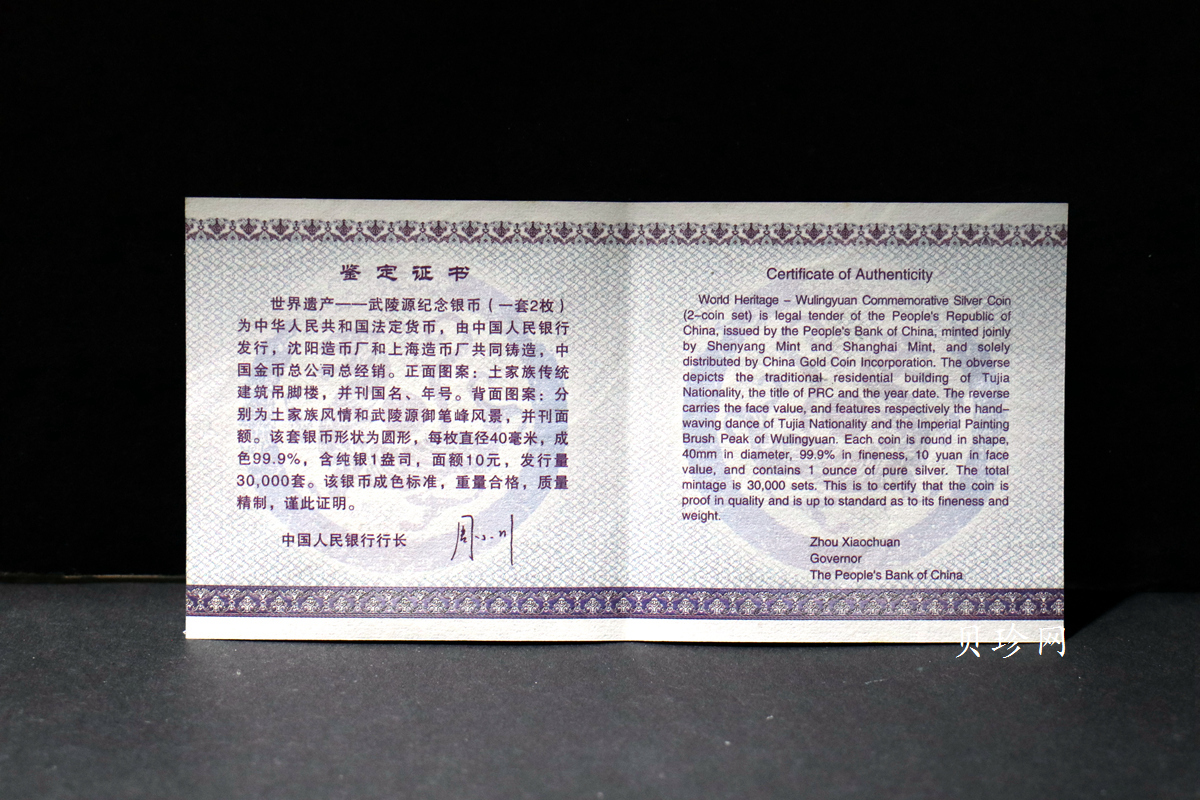 鉴定证书
世界遗产——武陵源纪念银币（一套2枚）
为中华人民共和国法定货币，由中国人民银行
发行，沈阳造币厂和上海造币厂共同铸造，中
国金币总公司总经销。正面图案：土家族传统
建筑吊脚楼，并刊国名、年号。背面图案：分
别为土家族风情和武陵源御笔峰风景，并刊面
额。该套银币形状为圆形，每枚直径40毫米，成
色99.9%，含纯银1盎司，面额10元，发行量
30,000套。该银币成色标准，重量合格，质量
精制，谨此证明。
中国人民银行行长 周小川
Certificate of Authenticity
World Heritage – Wulingyuan Commemorative Silver Coin
(2–coin set) is legal tender of the People's Republic of
China, issued by the People's Bank of China, minted joinly
by Shenyang Mint and Shanghai Mint, and solely
distributed by China Gold Coin Incorporation. The obverse
depicts the traditional residential building of Tujia
Nationality, the title of PRC and the year date. The reverse
carries the face value, and features respectively the hand–
waving dance of Tujia Nationality and the Imperial Painting
Brush Peak of Wulingyuan. Each coin is round in shape,
40mm in diameter, 99.9% in fineness, 10 yuan in face
value, and contains 1 ounce of pure silver. The total
mintage is 30,000 sets. This is to certify that the coin is
proof in quality and is up to standard as to its fineness and
weight.
Zhou Xiaochuan
Governor
The People's Bank of China
贝珍网